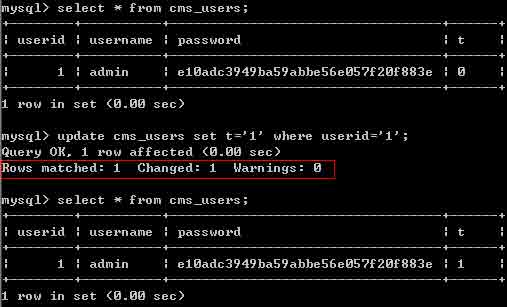 mysql> select * from cms_users;
+--------+----------+----------------------------------+------+
| userid | username | password                         | t    |
+--------+----------+----------------------------------+------+
|      1 | admin    | e10adc3949ba59abbe56e057f20f883e | 0    |
+--------+----------+----------------------------------+------+
1 row in set (0.00 sec)
mysql> update cms_users set t='1' where userid='1';
Query OK, 1 row affected (0.00 sec)
Rows matched: 1  Changed: 1  Warnings: 0
mysql> select * from cms_users;
+--------+----------+----------------------------------+------+
| userid | username | password                         | t    |
+--------+----------+----------------------------------+------+
|      1 | admin    | e10adc3949ba59abbe56e057f20f883e | 1    |
+--------+----------+----------------------------------+------+
1 row in set (0.00 sec)